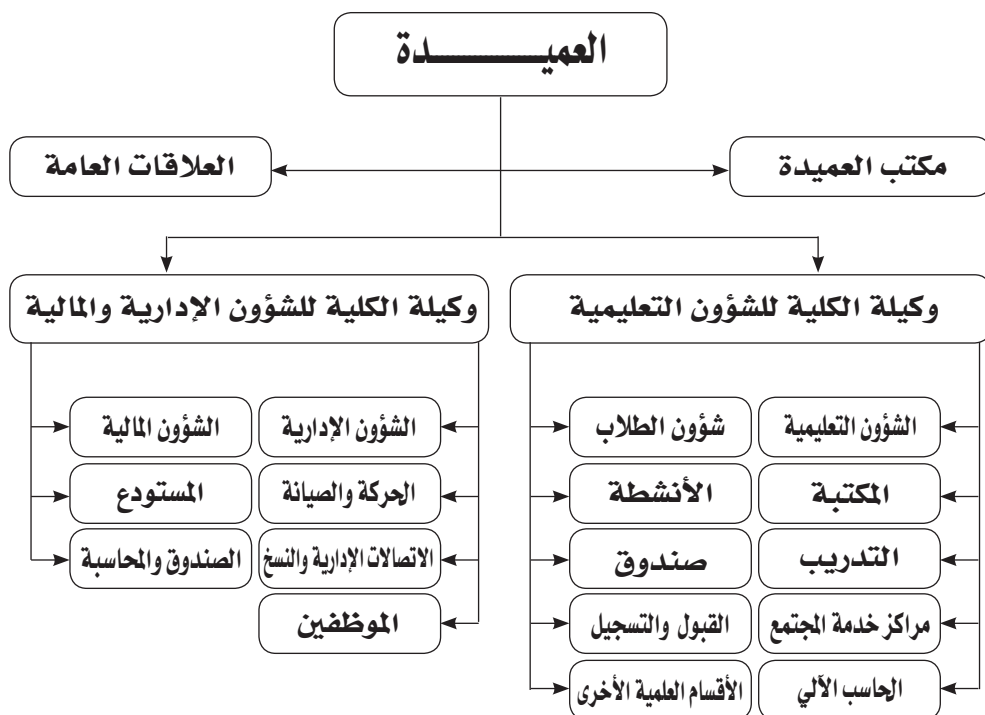 العميـــــــدة
مكتب العميدة
العلاقات العامة
وكيلة الكلية للشؤون التعليمية
وكيلة الكلية للشؤون الإدارية والمالية
الشؤون التعليمية
شؤون الطلاب
المكتبة
الأنشطة
التدريب
صندوق
مراكز خدمة المجتمع
القبول والتسجيل
الحاسب الآلي
الأقسام العلمية الأخرى
الشؤون الإدارية
الشؤون المالية
الحركة والصيانة
المستودع
الاتصالات الإدارية والنسخ
الصندوق والمحاسبة
الموظفين